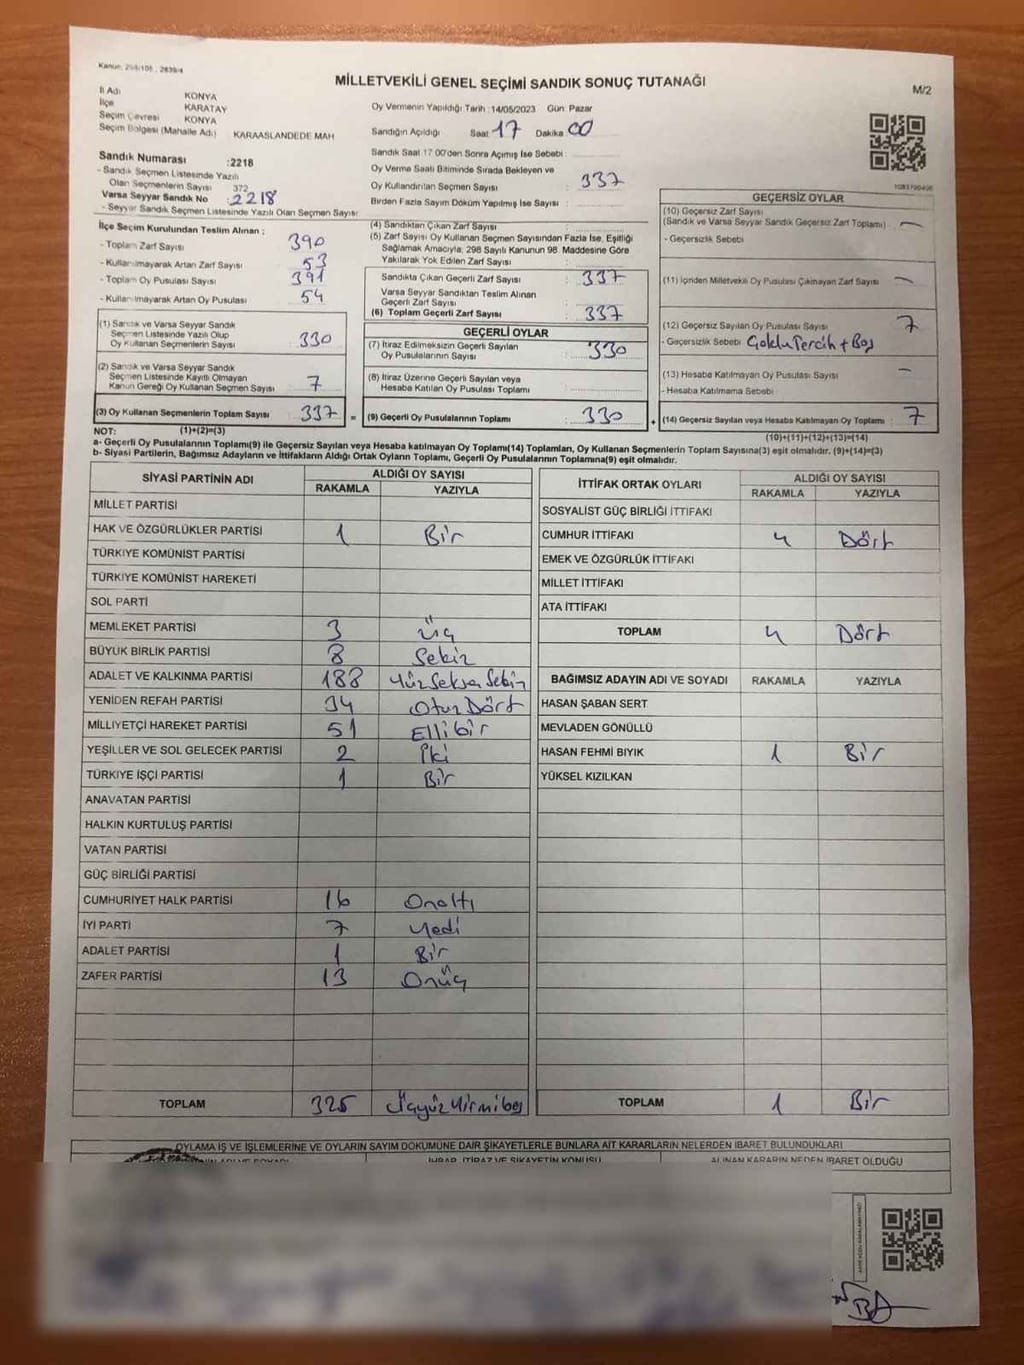 Kanun: 298/105 , 2839/4
MİLLETVEKİLİ GENEL SEÇİMİ SANDIK SONUÇ TUTANAĞI
M/2
İl Adı KONYA
İlçe KARATAY
Seçim Çevresi KONYA
Seçim Bölgesi (Mahalle Adı) KARAASLANDEDE MAH
Oy Vermenin Yapıldığı Tarih :14/05/2023 Gün: Pazar
Sandığın Açıldığı Saat 17 Dakika 00
Sandık Saat 17:00'den Sonra Açımış İse Sebebi :
Oy Verme Saati Bitiminde Sırada Bekleyen ve
Oy Kullandırılan Seçmen Sayısı : 337
Birden Fazla Sayım Döküm Yapılmış İse Sayısı :
Sandık Numarası :2218
- Sandık Seçmen Listesinde Yazılı
Olan Seçmenlerin Sayısı 372
Varsa Seyyar Sandık No : 2218
- Seyyar Sandık Seçmen Listesinde Yazılı Olan Seçmen Sayısı:
İlçe Seçim Kurulundan Teslim Alınan ;
- Toplam Zarf Sayısı 390
- Kullanılmayarak Artan Zarf Sayısı 53
- Toplam Oy Pusulası Sayısı 391
- Kullanılmayarak Artan Oy Pusulası 54
(1) Sandık ve Varsa Seyyar Sandık
Seçmen Listesinde Yazılı Olup
Oy Kullanan Seçmenlerin Sayısı : 330
(2) Sandık ve Varsa Seyyar Sandık
Seçmen Listesinde Kayıtlı Olmayan
Kanun Gereği Oy Kullanan Seçmen Sayısı : 7
(3) Oy Kullanan Seçmenlerin Toplam Sayısı : 337 =
(4) Sandıktan Çıkan Zarf Sayısı :
(5) Zarf Sayısı Oy Kullanan Seçmen Sayısından Fazla İse, Eşitliği
Sağlamak Amacıyla, 298 Sayılı Kanunun 98. Maddesine Göre
Yakılarak Yok Edilen Zarf Sayısı :
Sandıkta Çıkan Geçerli Zarf Sayısı : 337
Varsa Seyyar Sandıktan Teslim Alınan
Geçerli Zarf Sayısı :
(6) Toplam Geçerli Zarf Sayısı : 337
GEÇERLİ OYLAR
(7) İtiraz Edilmeksizin Geçerli Sayılan
Oy Pusulalarının Sayısı : 330
(8) İtiraz Üzerine Geçerli Sayılan veya
Hesaba Katılan Oy Pusulası Toplamı :
(9) Geçerli Oy Pusulalarının Toplamı : 330 +
1083790406
GEÇERSİZ OYLAR
(10) Geçersiz Zarf Sayısı
(Sandık ve Varsa Seyyar Sandık Geçersiz Zarf Toplamı) : —
- Geçersizlik Sebebi :
(11) İçinden Milletvekili Oy Pusulası Çıkmayan Zarf Sayısı : —
(12) Geçersiz Sayılan Oy Pusulası Sayısı : 7
- Geçersizlik Sebebi Çoklu Tercih + Boş
(13) Hesaba Katılmayan Oy Pusulası Sayısı : —
- Hesaba Katılmama Sebebi :
(14) Geçersiz Sayılan veya Hesaba Katılmayan Oy Toplamı : 7
NOT: (1)+(2)=(3)
(10)+(11)+(12)+(13)=(14)
a- Geçerli Oy Pusulalarının Toplamı(9) ile Geçersiz Sayılan veya Hesaba katılmayan Oy Toplamı(14) Toplamları, Oy Kullanan Seçmenlerin Toplam Sayısına(3) eşit olmalıdır. (9)+(14)=(3)
b- Siyasi Partilerin, Bağımsız Adayların ve İttifakların Aldığı Ortak Oyların Toplamı, Geçerli Oy Pusulalarının Toplamına(9) eşit olmalıdır.
SİYASİ PARTİNİN ADI ALDIĞI OY SAYISI
RAKAMLA YAZIYLA
MİLLET PARTİSİ
HAK VE ÖZGÜRLÜKLER PARTİSİ 1 Bir
TÜRKİYE KOMÜNİST PARTİSİ
TÜRKİYE KOMÜNİST HAREKETİ
SOL PARTİ
MEMLEKET PARTİSİ 3 Üç
BÜYÜK BİRLİK PARTİSİ 8 Sekiz
ADALET VE KALKINMA PARTİSİ 188 Yüz Seksen Sekiz
YENİDEN REFAH PARTİSİ 34 Otuz Dört
MİLLİYETÇİ HAREKET PARTİSİ 51 Elli bir
YEŞİLLER VE SOL GELECEK PARTİSİ 2 İki
TÜRKİYE İŞÇİ PARTİSİ 1 Bir
ANAVATAN PARTİSİ
HALKIN KURTULUŞ PARTİSİ
VATAN PARTİSİ
GÜÇ BİRLİĞİ PARTİSİ
CUMHURİYET HALK PARTİSİ 16 Onaltı
İYİ PARTİ 7 Yedi
ADALET PARTİSİ 1 Bir
ZAFER PARTİSİ 13 Onüç
TOPLAM 325 Üçyüz Yirmibeş
İTTİFAK ORTAK OYLARI ALDIĞI OY SAYISI
RAKAMLA YAZIYLA
SOSYALİST GÜÇ BİRLİĞİ İTTİFAKI
CUMHUR İTTİFAKI 4 Dört
EMEK VE ÖZGÜRLÜK İTTİFAKI
MİLLET İTTİFAKI
ATA İTTİFAKI
TOPLAM 4 Dört
BAĞIMSIZ ADAYIN ADI VE SOYADI RAKAMLA YAZIYLA
HASAN ŞABAN SERT
MEVLADEN GÖNÜLLÜ
HASAN FEHMİ BIYIK 1 Bir
YÜKSEL KIZILKAN
TOPLAM 1 Bir
OYLAMA İŞ VE İŞLEMLERİNE VE OYLARIN SAYIM DÖKÜMÜNE DAİR ŞİKAYETLERLE BUNLARA AİT KARARLARIN NELERDEN İBARET BULUNDUKLARI
İHBAR, İTİRAZ VE ŞİKAYETİN KONUSU ALINAN KARARIN NEDEN İBARET OLDUĞU